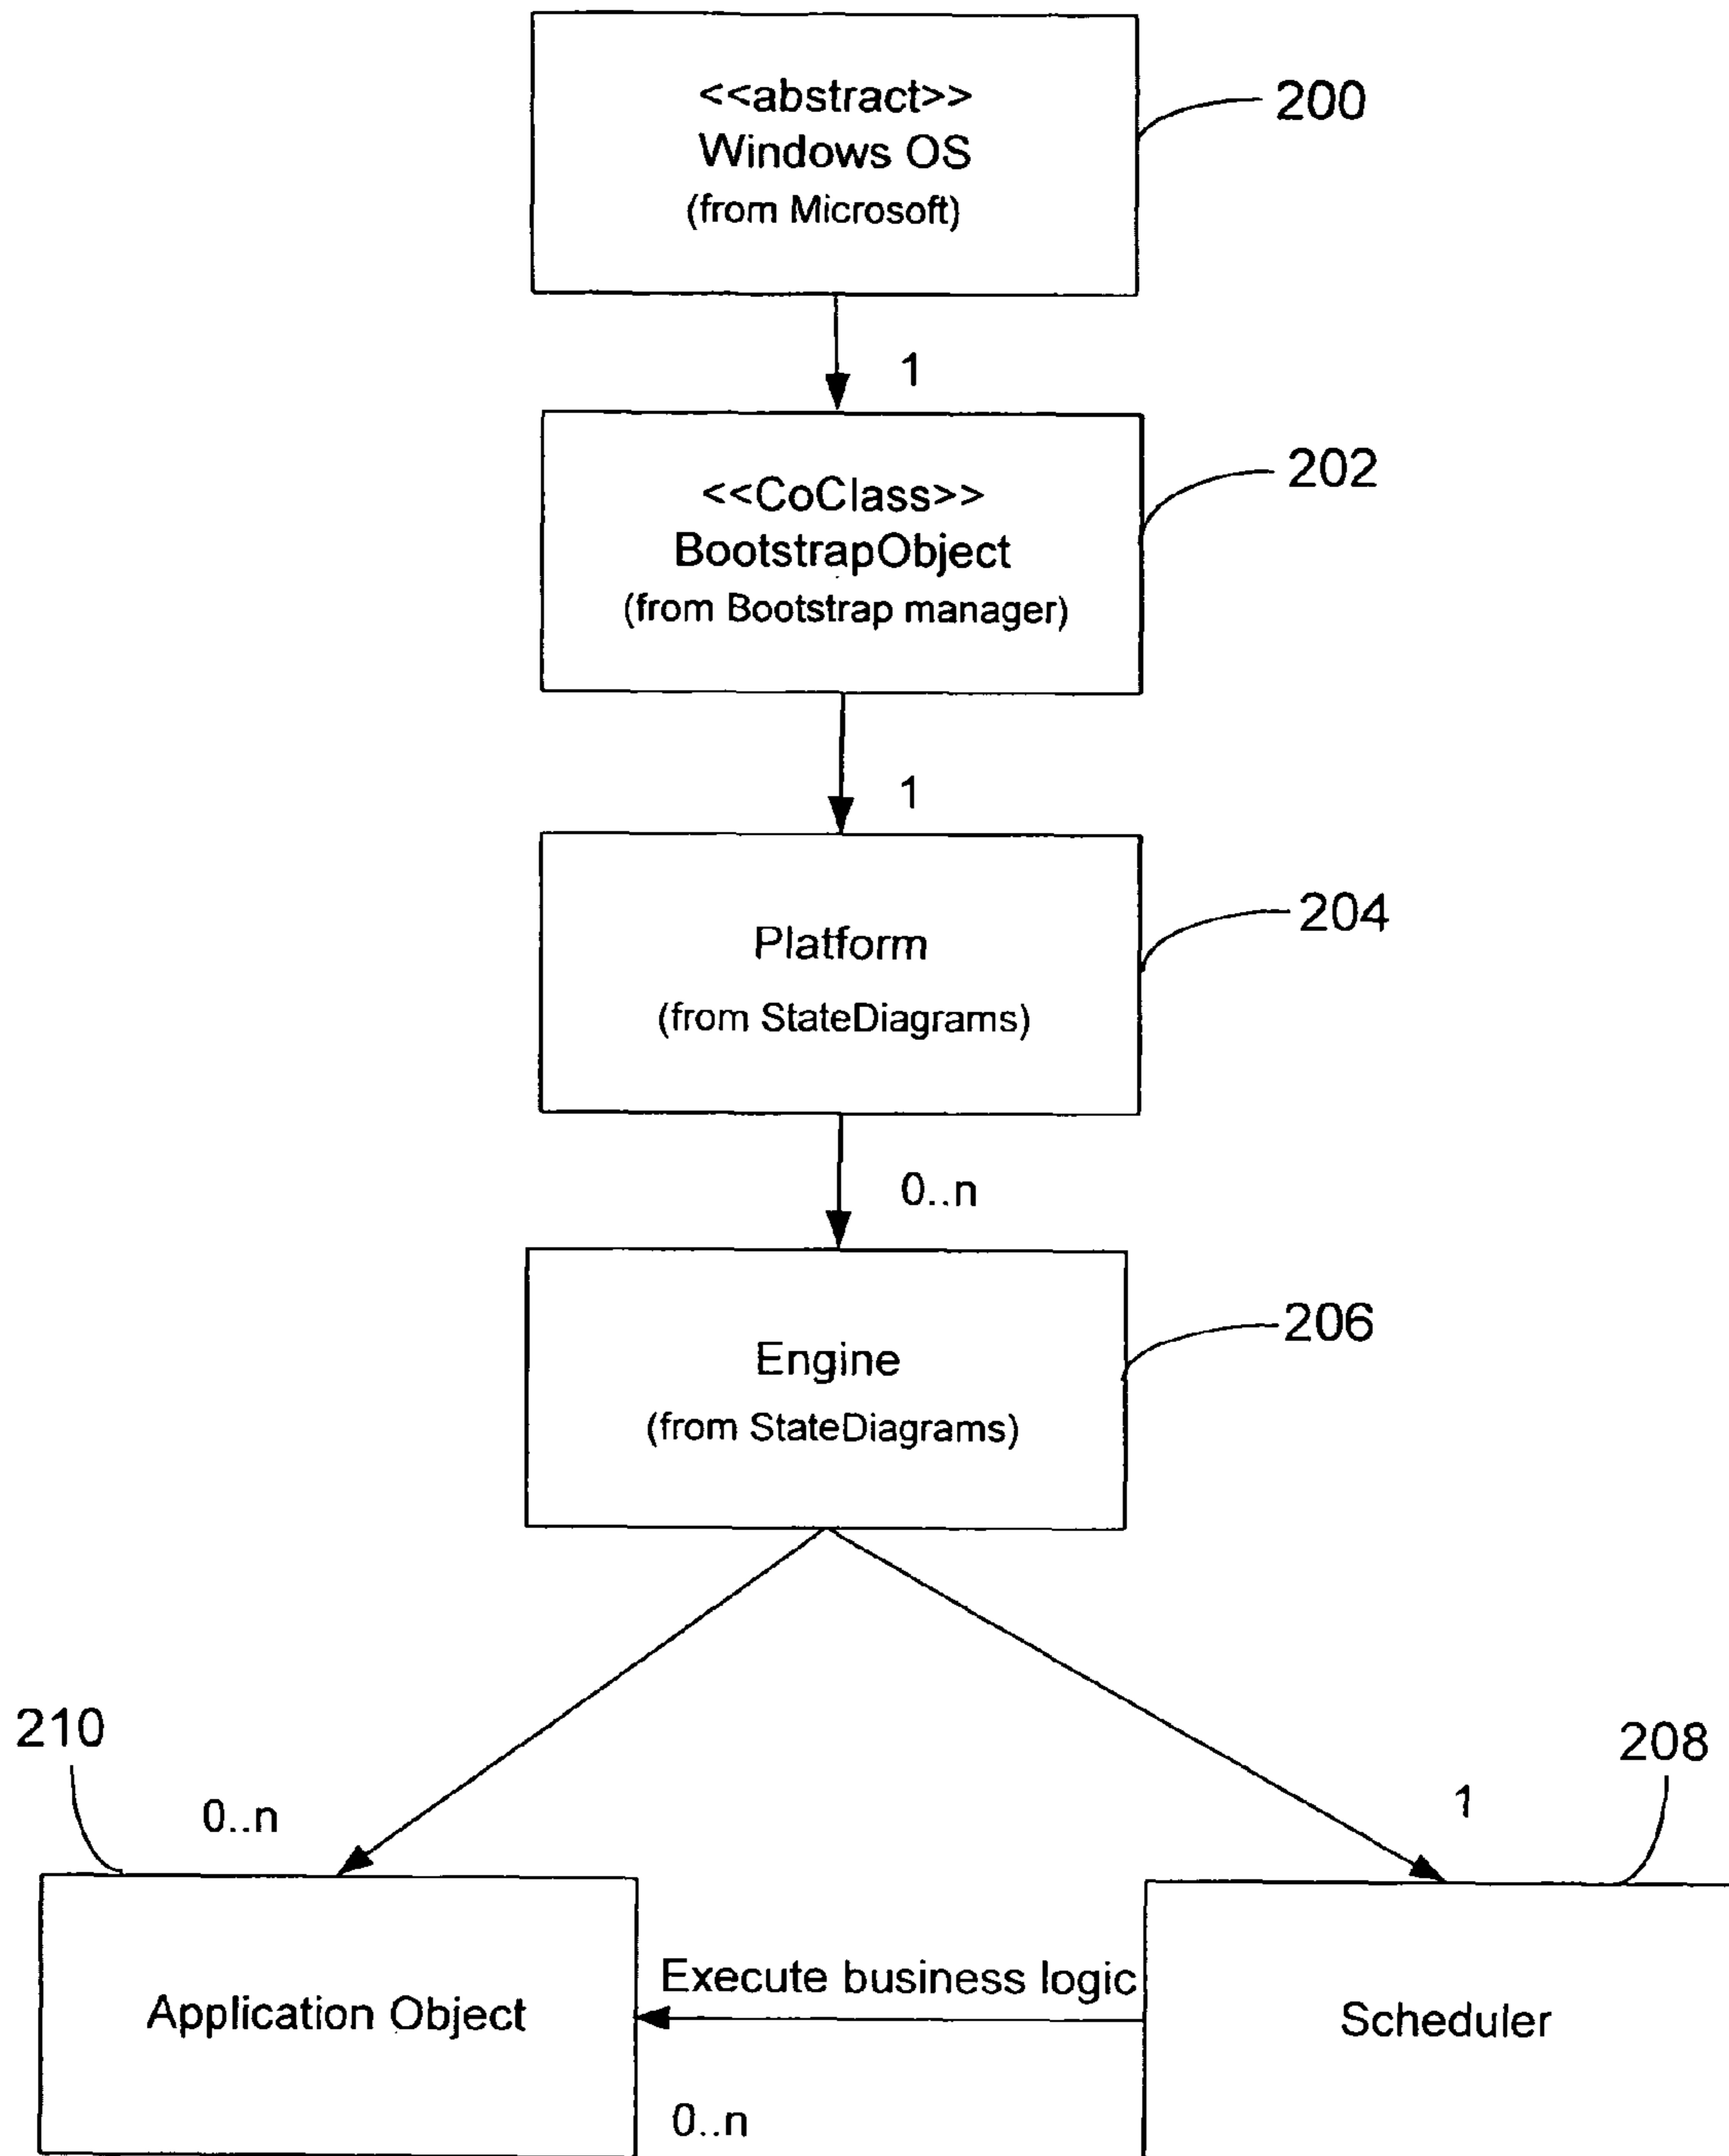 <<abstract>>
Windows OS
(from Microsoft)
200
1
<<CoClass>>
BootstrapObject
(from Bootstrap manager)
202
1
Platform
(from StateDiagrams)
204
0..n
Engine
(from StateDiagrams)
206
210
208
0..n
1
Application Object
Execute business logic
0..n
Scheduler